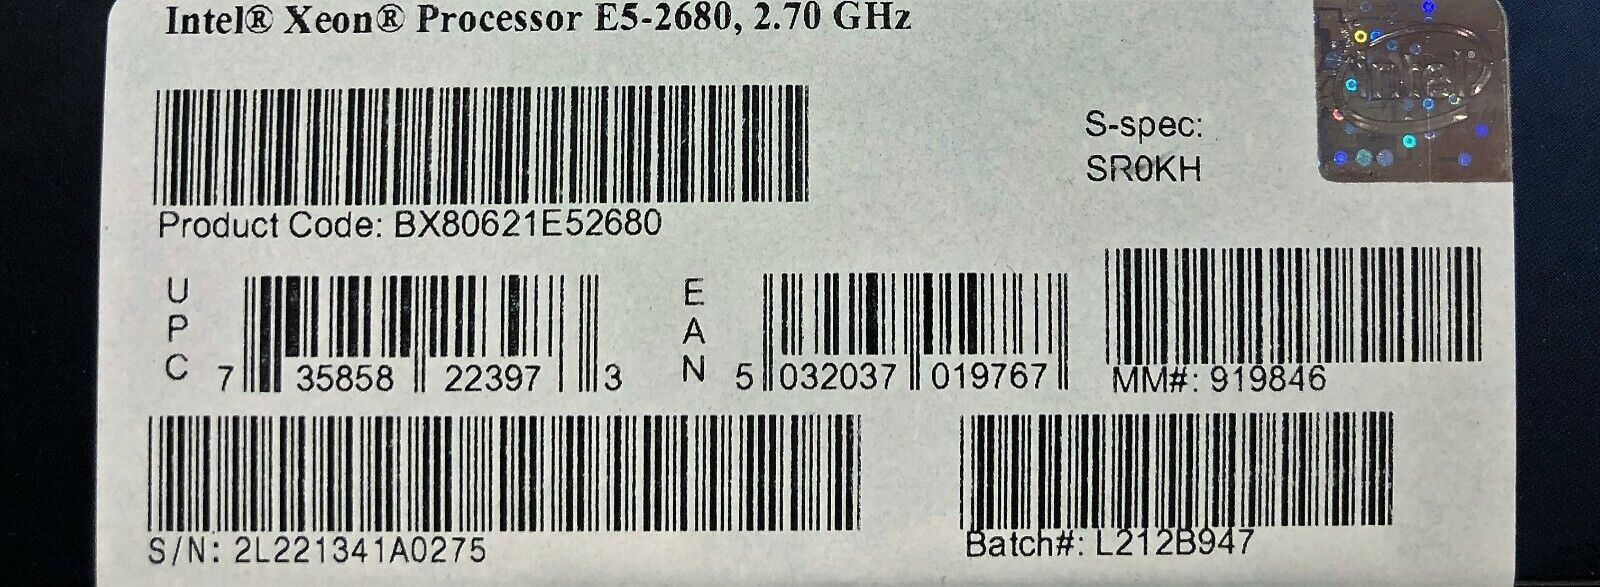 Intel® Xeon® Processor E5-2680, 2.70 GHz
intel
S-spec:
SR0KH
Product Code: BX80621E52680
UPC 7 35858 22397 3
EAN 5 032037 019767
MM#: 919846
S/N: 2L221341A0275
Batch#: L212B947